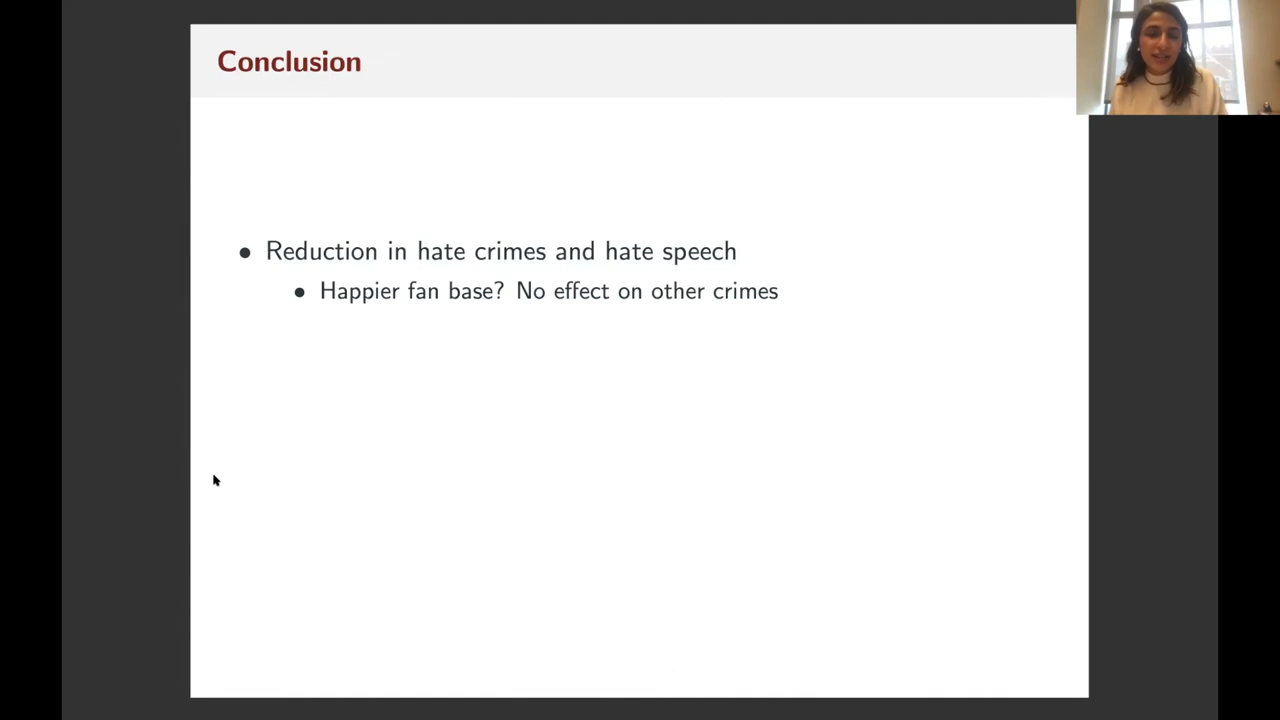 Conclusion
• Reduction in hate crimes and hate speech
• Happier fan base? No effect on other crimes